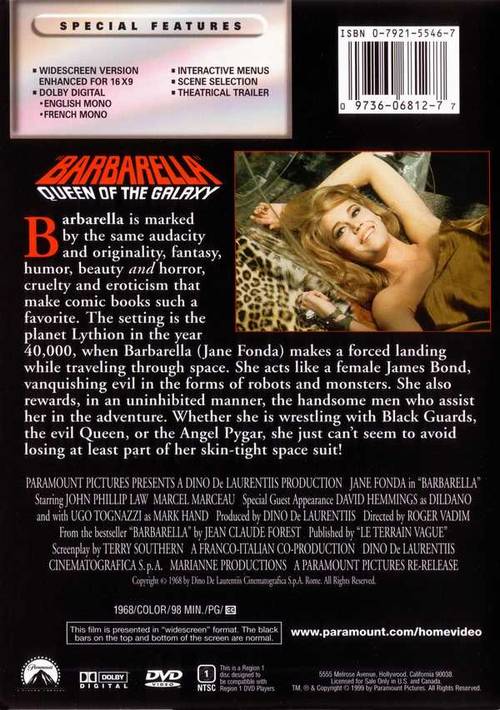 SPECIAL FEATURES
WIDESCREEN VERSION
ENHANCED FOR 16 X9
DOLBY DIGITAL
•ENGLISH MONO
•FRENCH MONO
INTERACTIVE MENUS
SCENE SELECTION
THEATRICAL TRAILER
ISBN 0-7921-5546-7
0 9736-06812-7 7
BARBARELLA
QUEEN OF THE GALAXY
Barbarella is marked
by the same audacity
and originality, fantasy,
humor, beauty and horror,
cruelty and eroticism that
make comic books such a
favorite. The setting is the
planet Lythion in the year
40,000, when Barbarella (Jane Fonda) makes a forced landing
while traveling through space. She acts like a female James Bond,
vanquishing evil in the forms of robots and monsters. She also
rewards, in an uninhibited manner, the handsome men who assist
her in the adventure. Whether she is wrestling with Black Guards,
the evil Queen, or the Angel Pygar, she just can't seem to avoid
losing at least part of her skin-tight space suit!
PARAMOUNT PICTURES PRESENTS A DINO De LAURENTIIS PRODUCTION JANE FONDA in "BARBARELLA"
Starring JOHN PHILLIP LAW MARCEL MARCEAU Special Guest Appearance DAVID HEMMINGS as DILDANO
and with UGO TOGNAZZI as MARK HAND Produced by DINO De LAURENTIIS Directed by ROGER VADIM
From the bestseller "BARBARELLA" by JEAN CLAUDE FOREST Published by "LE TERRAIN VAGUE"
Screenplay by TERRY SOUTHERN A FRANCO-ITALIAN CO-PRODUCTION DINO De LAURENTIIS
CINEMATOGRAFICA S. p. A. MARIANNE PRODUCTIONS A PARAMOUNT PICTURES RE-RELEASE
Copyright © 1968 by Dino De Laurentiis Cinematografica S.p.A. Rome. All Rights Reserved.
1968/COLOR/98 MIN./PG/CC
This film is presented in "widescreen" format. The black
bars on the top and bottom of the screen are normal.
www.paramount.com/homevideo
Paramount
DOLBY
DIGITAL
DVD
VIDEO
1
NTSC
This is a Region 1
disc designed to
be compatible with
Region 1 DVD Players
5555 Melrose Avenue, Hollywood, California 90038.
Licensed for Sale Only in U.S. and Canada.
TM, ® & Copyright © 1999 by Paramount Pictures. All Rights Reserved.